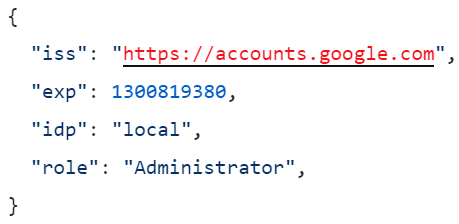 {
"iss": "https://accounts.google.com",
"exp": 1300819380,
"idp": "local",
"role": "Administrator",
}